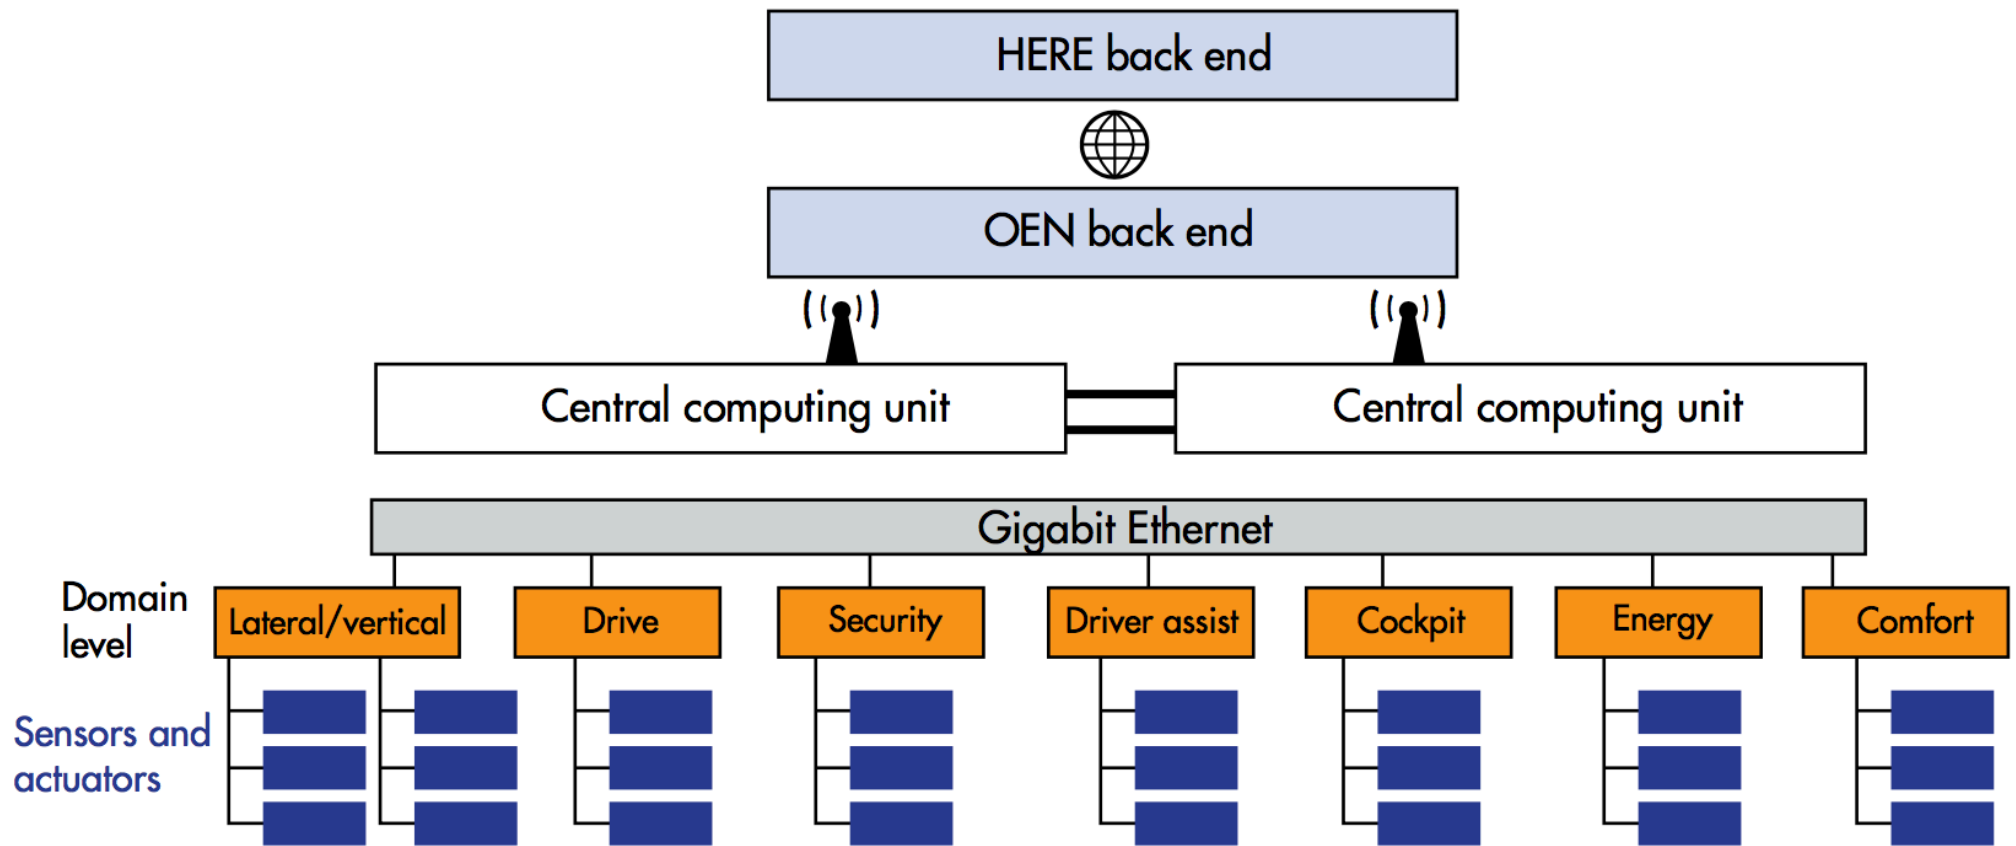 HERE back end
OEN back end
Central computing unit
Central computing unit
Gigabit Ethernet
Domain
level
Lateral/vertical
Drive
Security
Driver assist
Cockpit
Energy
Comfort
Sensors and
actuators